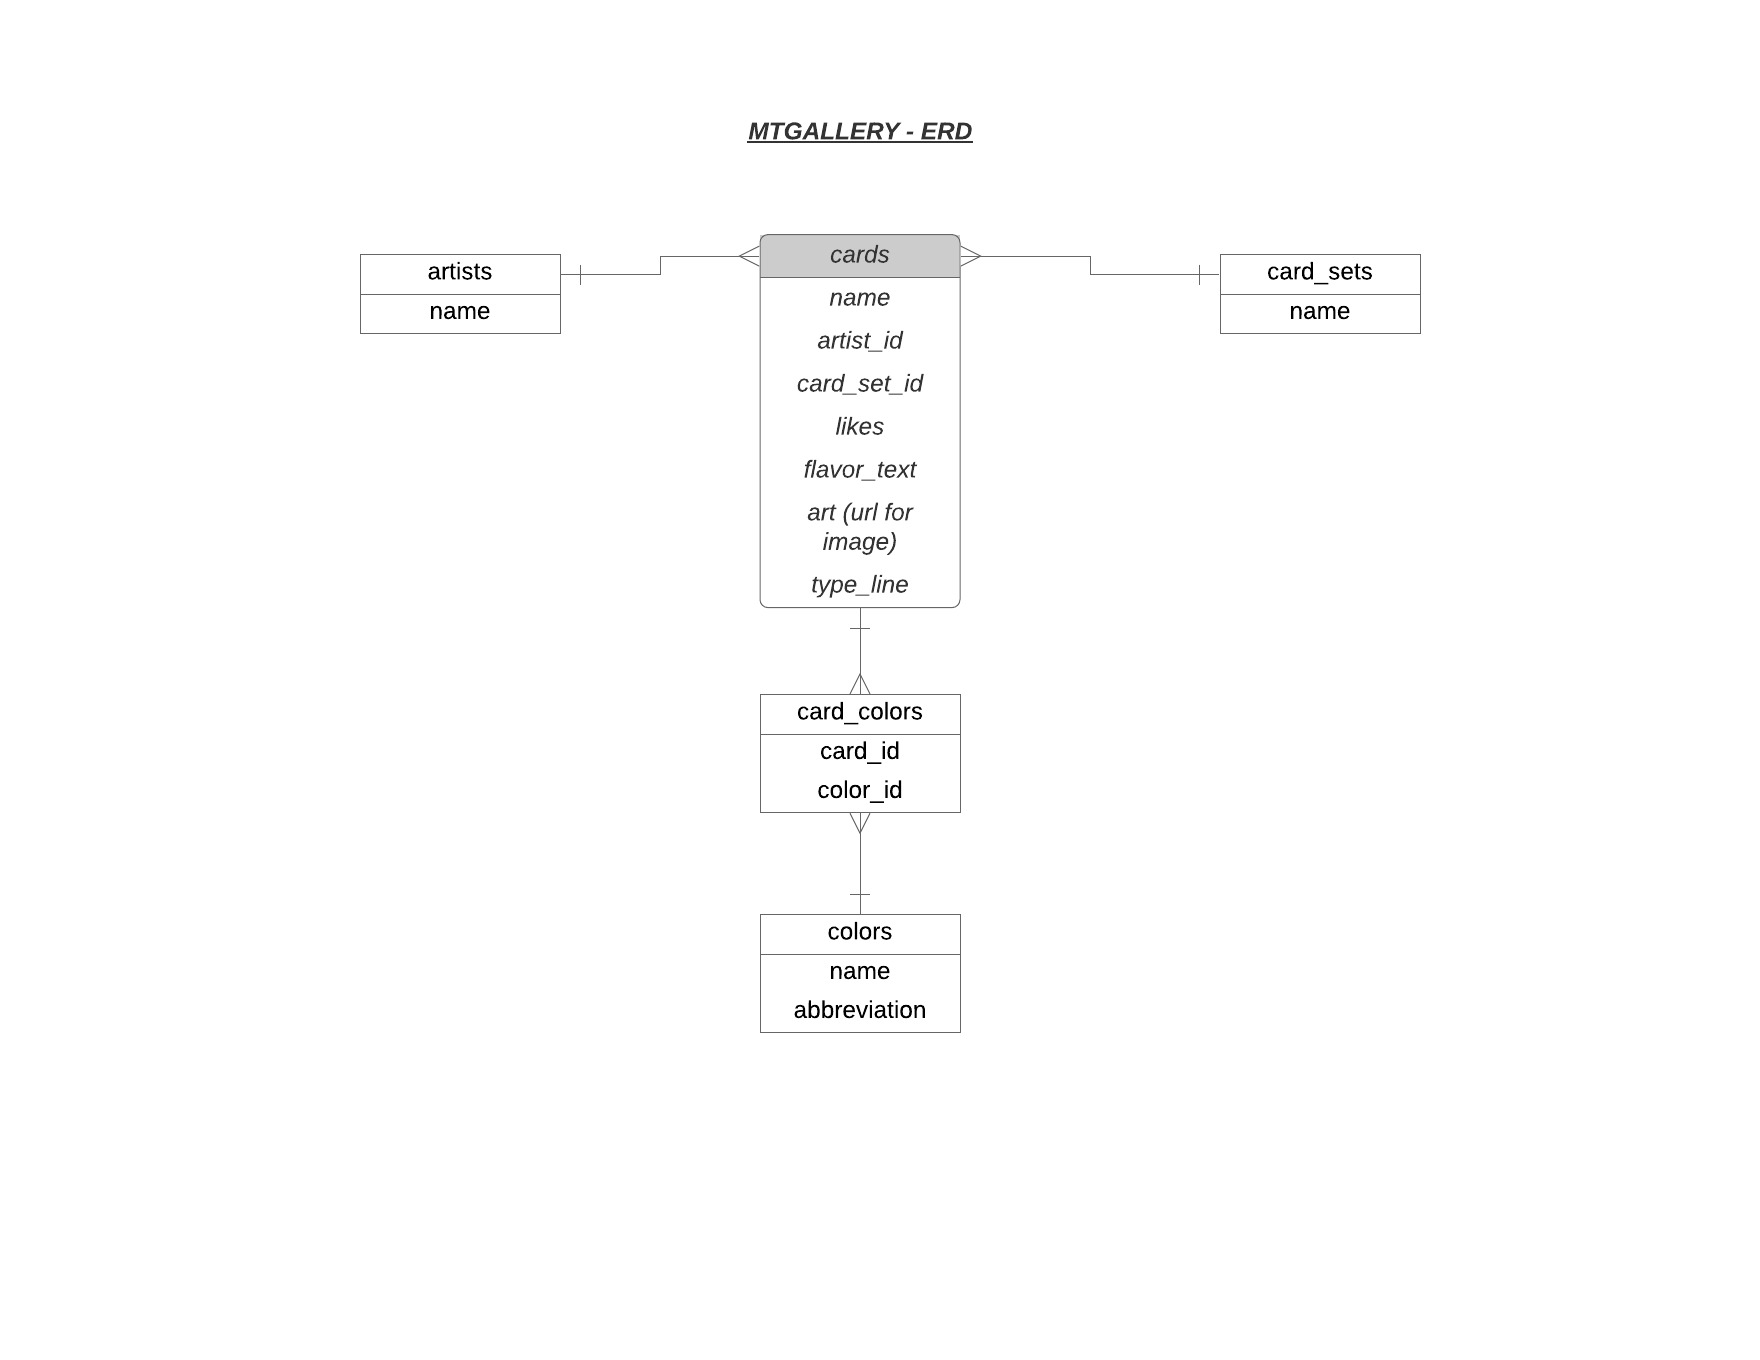 MTGALLERY - ERD
artists
name
cards
name
artist_id
card_set_id
likes
flavor_text
art (url for
image)
type_line
card_sets
name
card_colors
card_id
color_id
colors
name
abbreviation